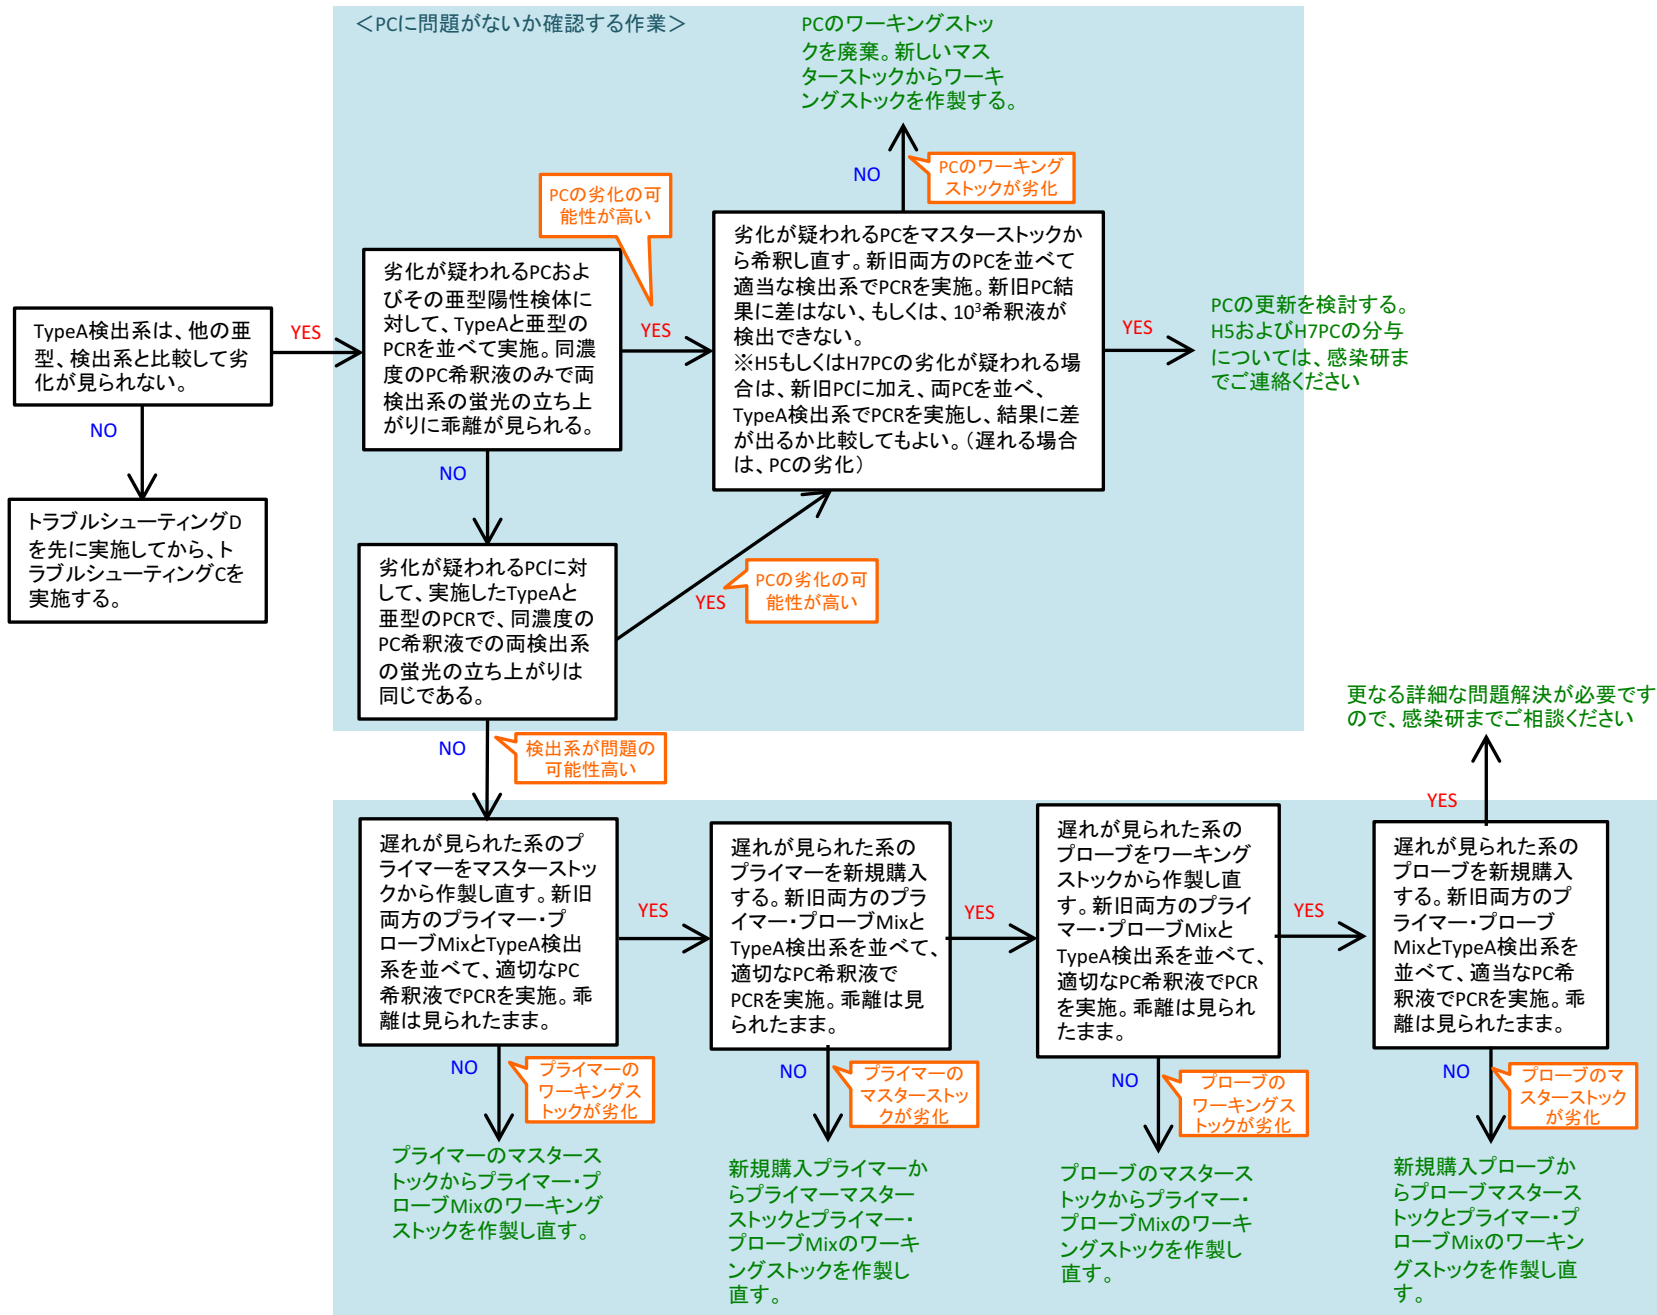 ＜PCに問題がないか確認する作業＞
PCのワーキングストッ
クを廃棄。新しいマス
ターストックからワーキ
ングストックを作製する。
NO
PCのワーキング
ストックが劣化
PCの劣化の可
能性が高い
TypeA検出系は、他の亜
型、検出系と比較して劣
化が見られない。
YES
劣化が疑われるPCおよ
びその亜型陽性検体に
対して、TypeAと亜型の
PCRを並べて実施。同濃
度のPC希釈液のみで両
検出系の蛍光の立ち上
がりに乖離が見られる。
YES
劣化が疑われるPCをマスターストックか
ら希釈し直す。新旧両方のPCを並べて
適当な検出系でPCRを実施。新旧PC結
果に差はない、もしくは、10³希釈液が
検出できない。
※H5もしくはH7PCの劣化が疑われる場
合は、新旧PCに加え、両PCを並べ、
TypeA検出系でPCRを実施し、結果に差
が出るか比較してもよい。（遅れる場合
は、PCの劣化）
YES
PCの更新を検討する。
H5およびH7PCの分与
については、感染研ま
でご連絡ください
NO
トラブルシューティングD
を先に実施してから、ト
ラブルシューティングCを
実施する。
NO
劣化が疑われるPCに対
して、実施したTypeAと
亜型のPCRで、同濃度の
PC希釈液での両検出系
の蛍光の立ち上がりは
同じである。
YES
PCの劣化の可
能性が高い
NO
検出系が問題の
可能性高い
更なる詳細な問題解決が必要です
ので、感染研までご相談ください
YES
遅れが見られた系のプ
ライマーをマスターストッ
クから作製し直す。新旧
両方のプライマー・プ
ローブMixとTypeA検出
系を並べて、適切なPC
希釈液でPCRを実施。乖
離は見られたまま。
YES
遅れが見られた系の
プライマーを新規購入
する。新旧両方のプラ
イマー・プローブMixと
TypeA検出系を並べて、
適切なPC希釈液で
PCRを実施。乖離は見
られたまま。
YES
遅れが見られた系の
プローブをワーキング
ストックから作製し直
す。新旧両方のプライ
マー・プローブMixと
TypeA検出系を並べて、
適切なPC希釈液でPCR
を実施。乖離は見られ
たまま。
YES
遅れが見られた系の
プローブを新規購入
する。新旧両方のプ
ライマー・プローブ
MixとTypeA検出系を
並べて、適当なPC希
釈液でPCRを実施。乖
離は見られたまま。
NO
プライマーの
ワーキングス
トックが劣化
プライマーのマスタース
トックからプライマー・プ
ローブMixのワーキング
ストックを作製し直す。
NO
プライマーの
マスターストッ
クが劣化
新規購入プライマーか
らプライマーマスター
ストックとプライマー・
プローブMixのワーキ
ングストックを作製し
直す。
NO
プローブの
ワーキングス
トックが劣化
プローブのマスタース
トックからプライマー・
プローブMixのワーキ
ングストックを作製し
直す。
NO
プローブのマ
スターストック
が劣化
新規購入プローブか
らプローブマスタース
トックとプライマー・プ
ローブMixのワーキン
グストックを作製し直
す。